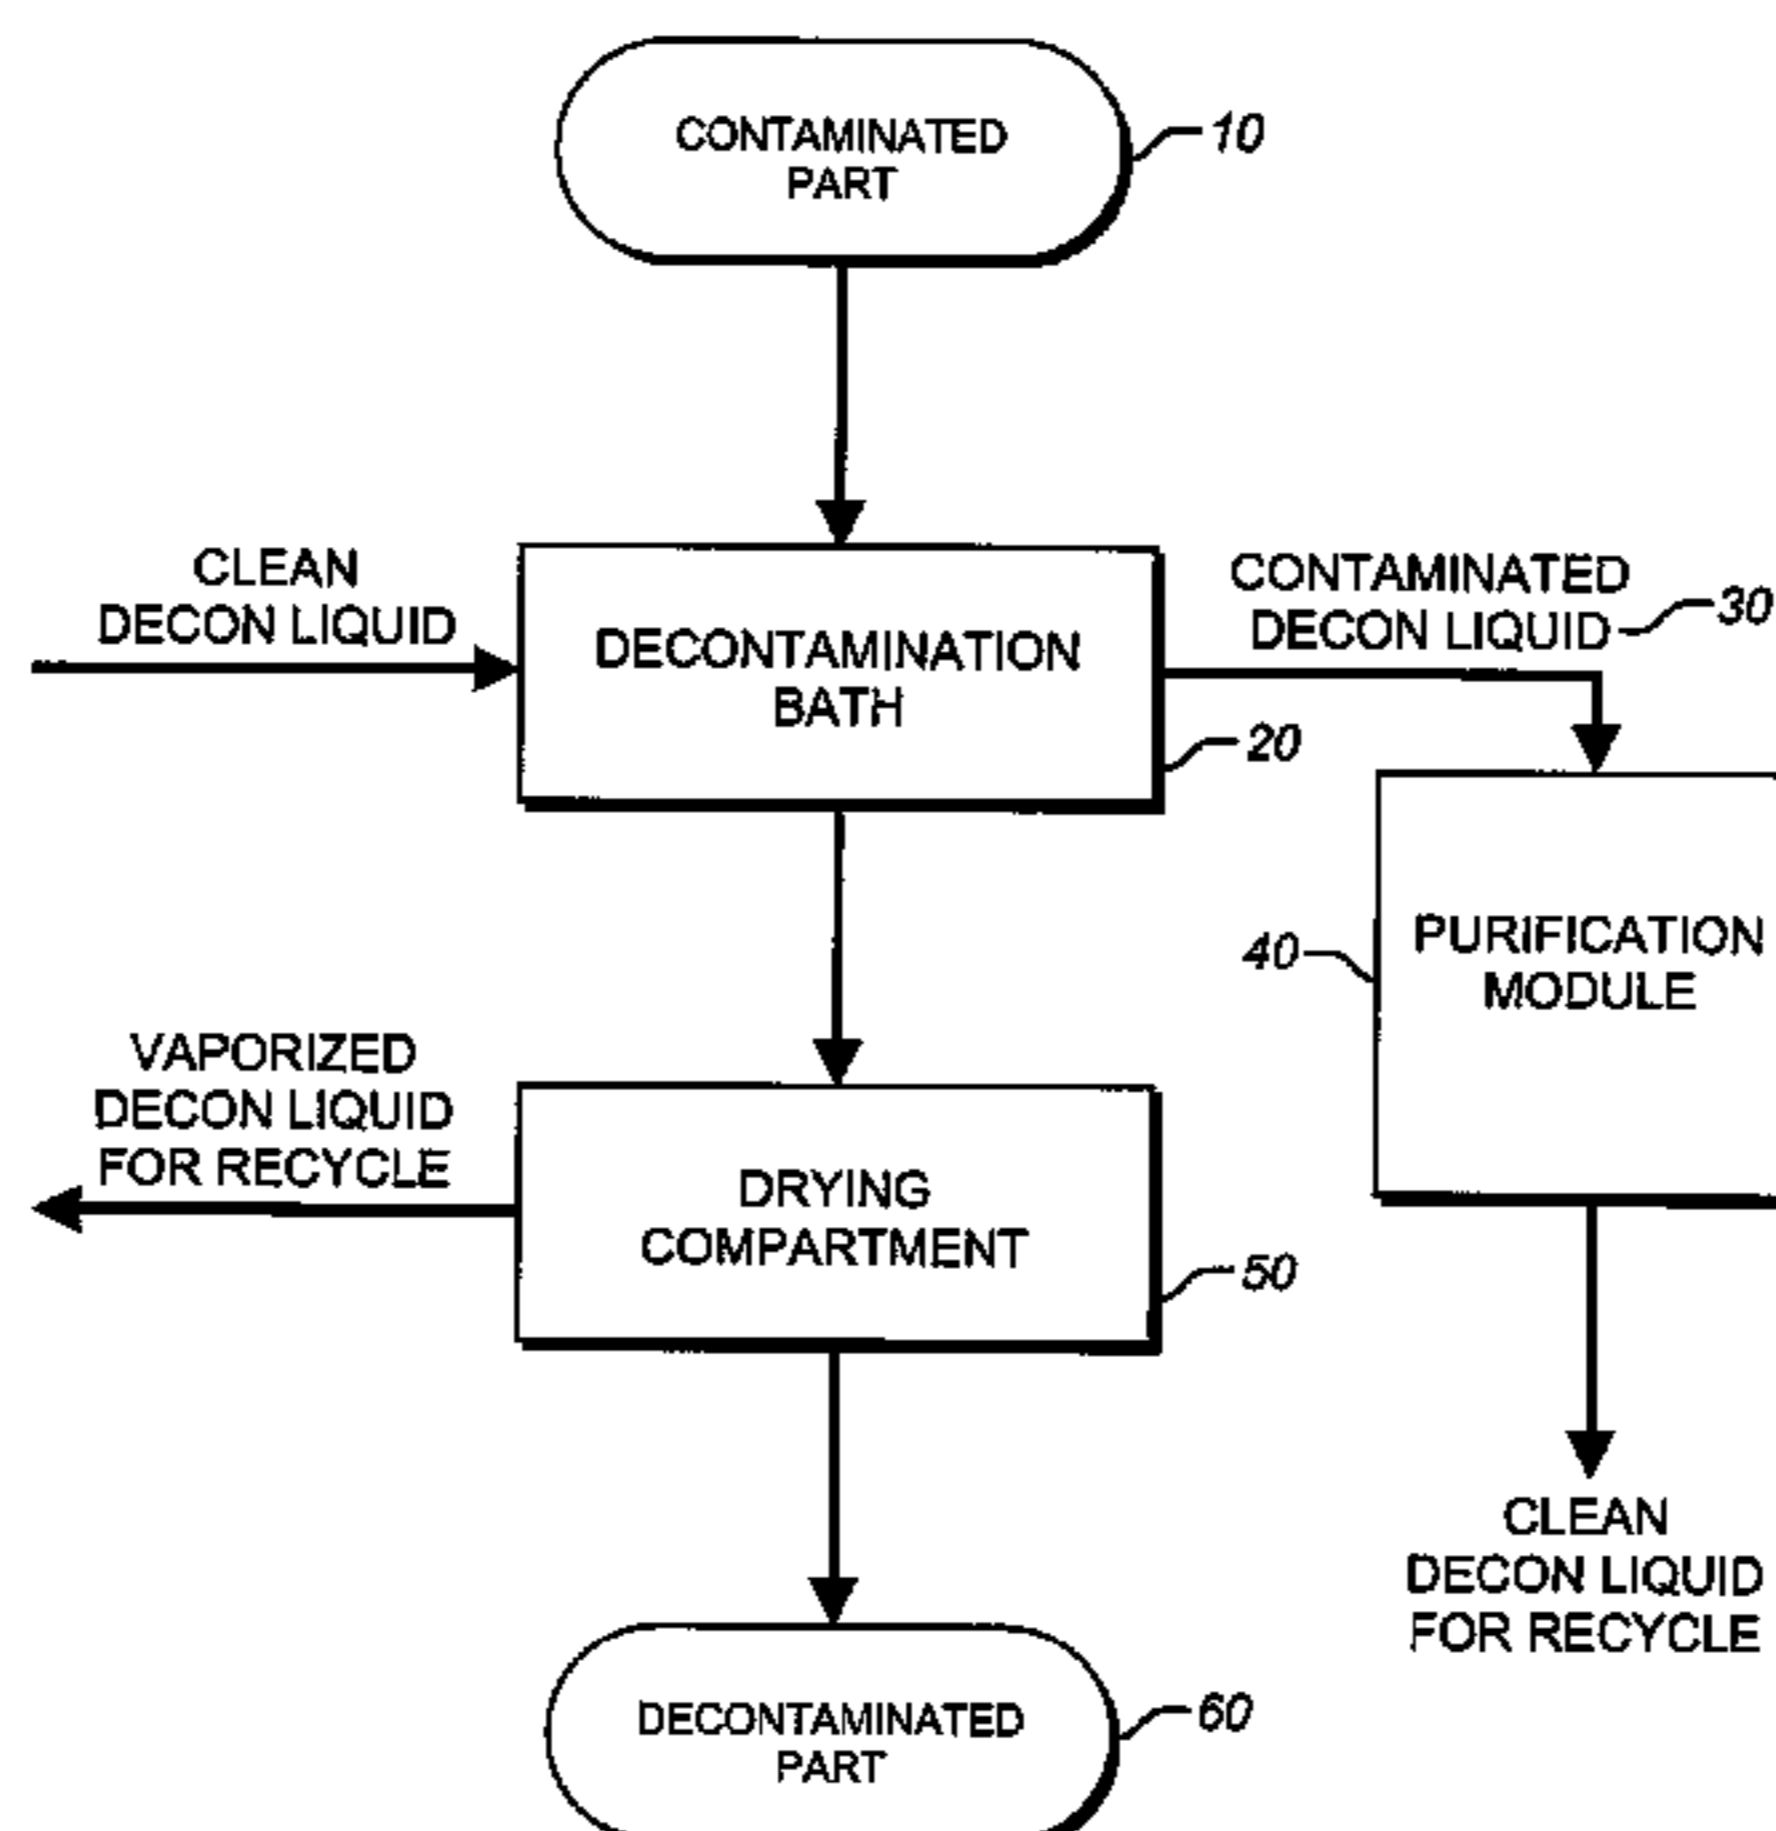 CONTAMINATED
PART
10
CLEAN
DECON LIQUID
DECONTAMINATION
BATH
20
CONTAMINATED
DECON LIQUID
30
PURIFICATION
MODULE
40
VAPORIZED
DECON LIQUID
FOR RECYCLE
DRYING
COMPARTMENT
50
CLEAN
DECON LIQUID
FOR RECYCLE
DECONTAMINATED
PART
60